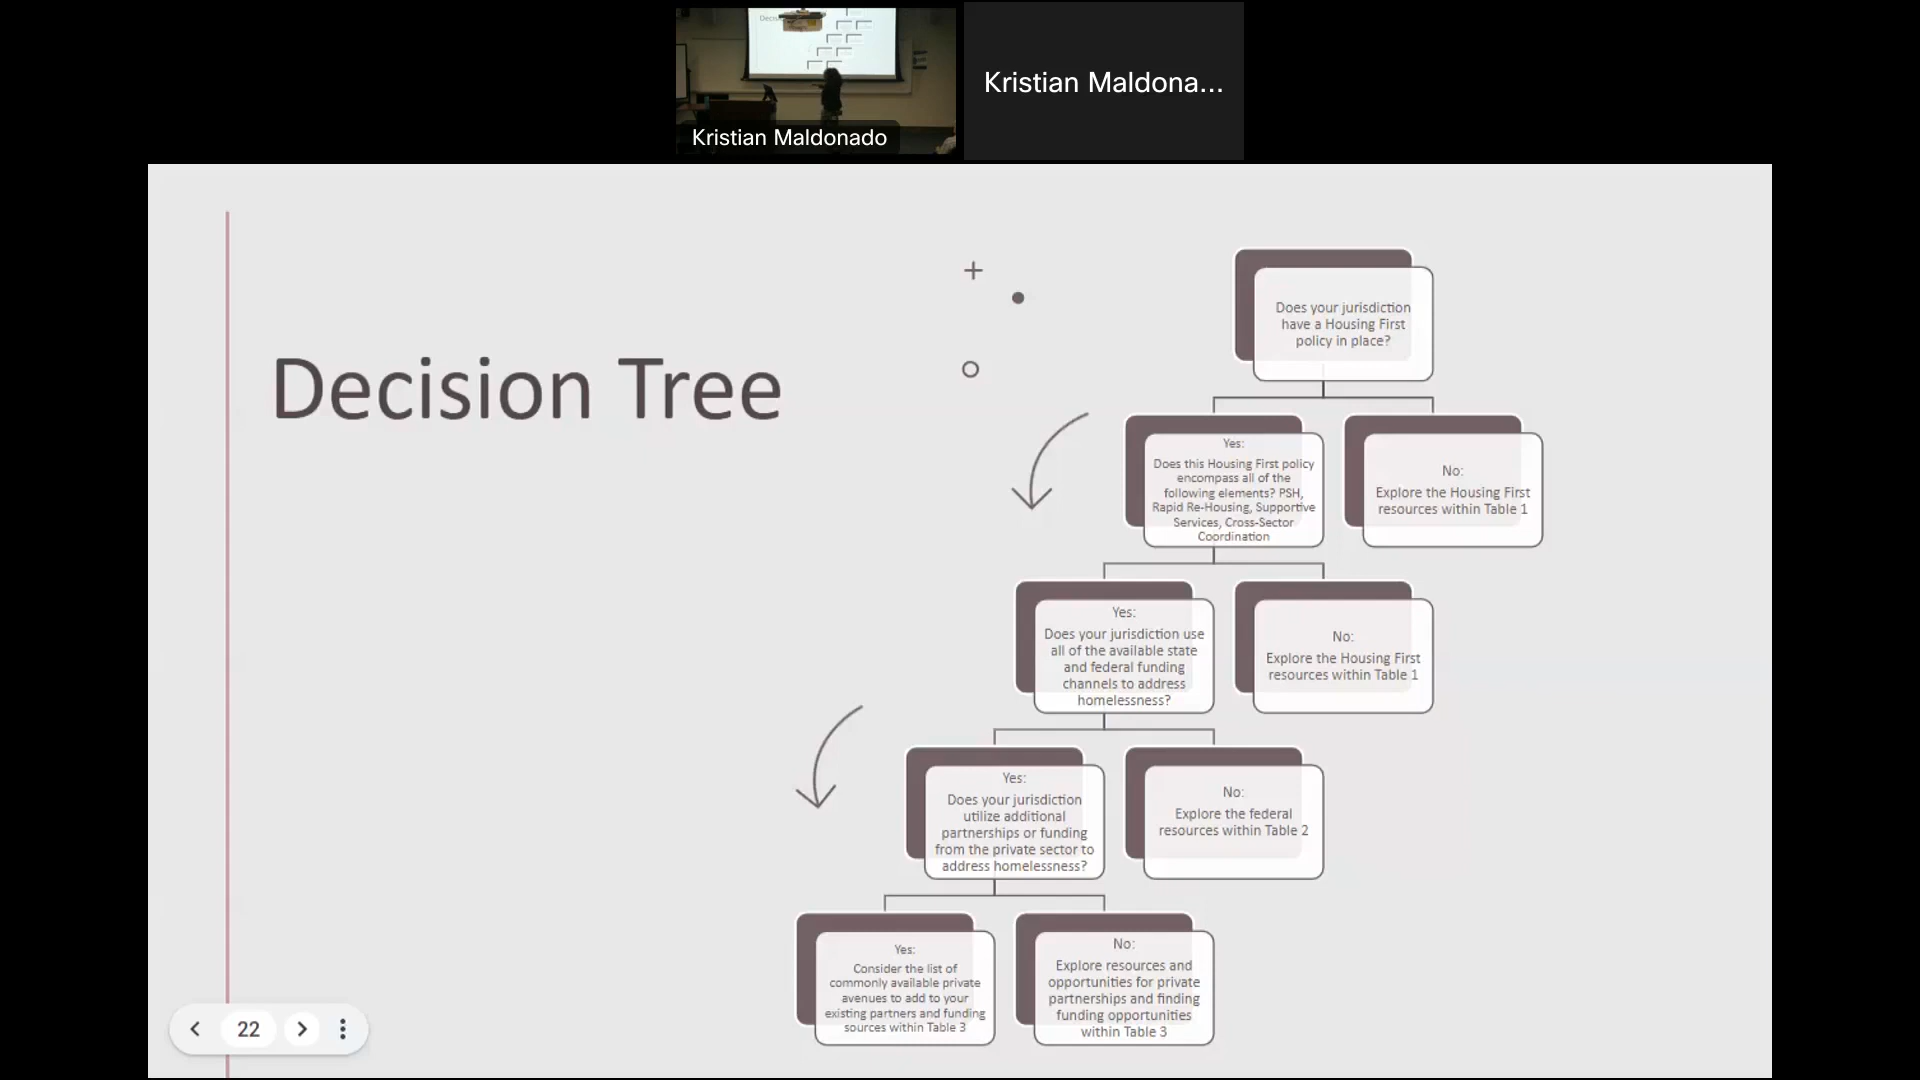 Kristian Maldonado
Kristian Maldona...
Decision Tree
Does your jurisdiction
have a Housing First
policy in place?
Yes:
Does this Housing First policy
encompass all of the
following elements? PSH,
Rapid Re-Housing, Supportive
Services, Cross-Sector
Coordination
No:
Explore the Housing First
resources within Table 1
Yes:
Does your jurisdiction use
all of the available state
and federal funding
channels to address
homelessness?
No:
Explore the Housing First
resources within Table 1
Yes:
Does your jurisdiction
utilize additional
partnerships or funding
from the private sector to
address homelessness?
No:
Explore the federal
resources within Table 2
Yes:
Consider the list of
commonly available private
avenues to add to your
existing partners and funding
sources within Table 3
No:
Explore resources and
opportunities for private
partnerships and finding
funding opportunities
within Table 3
22